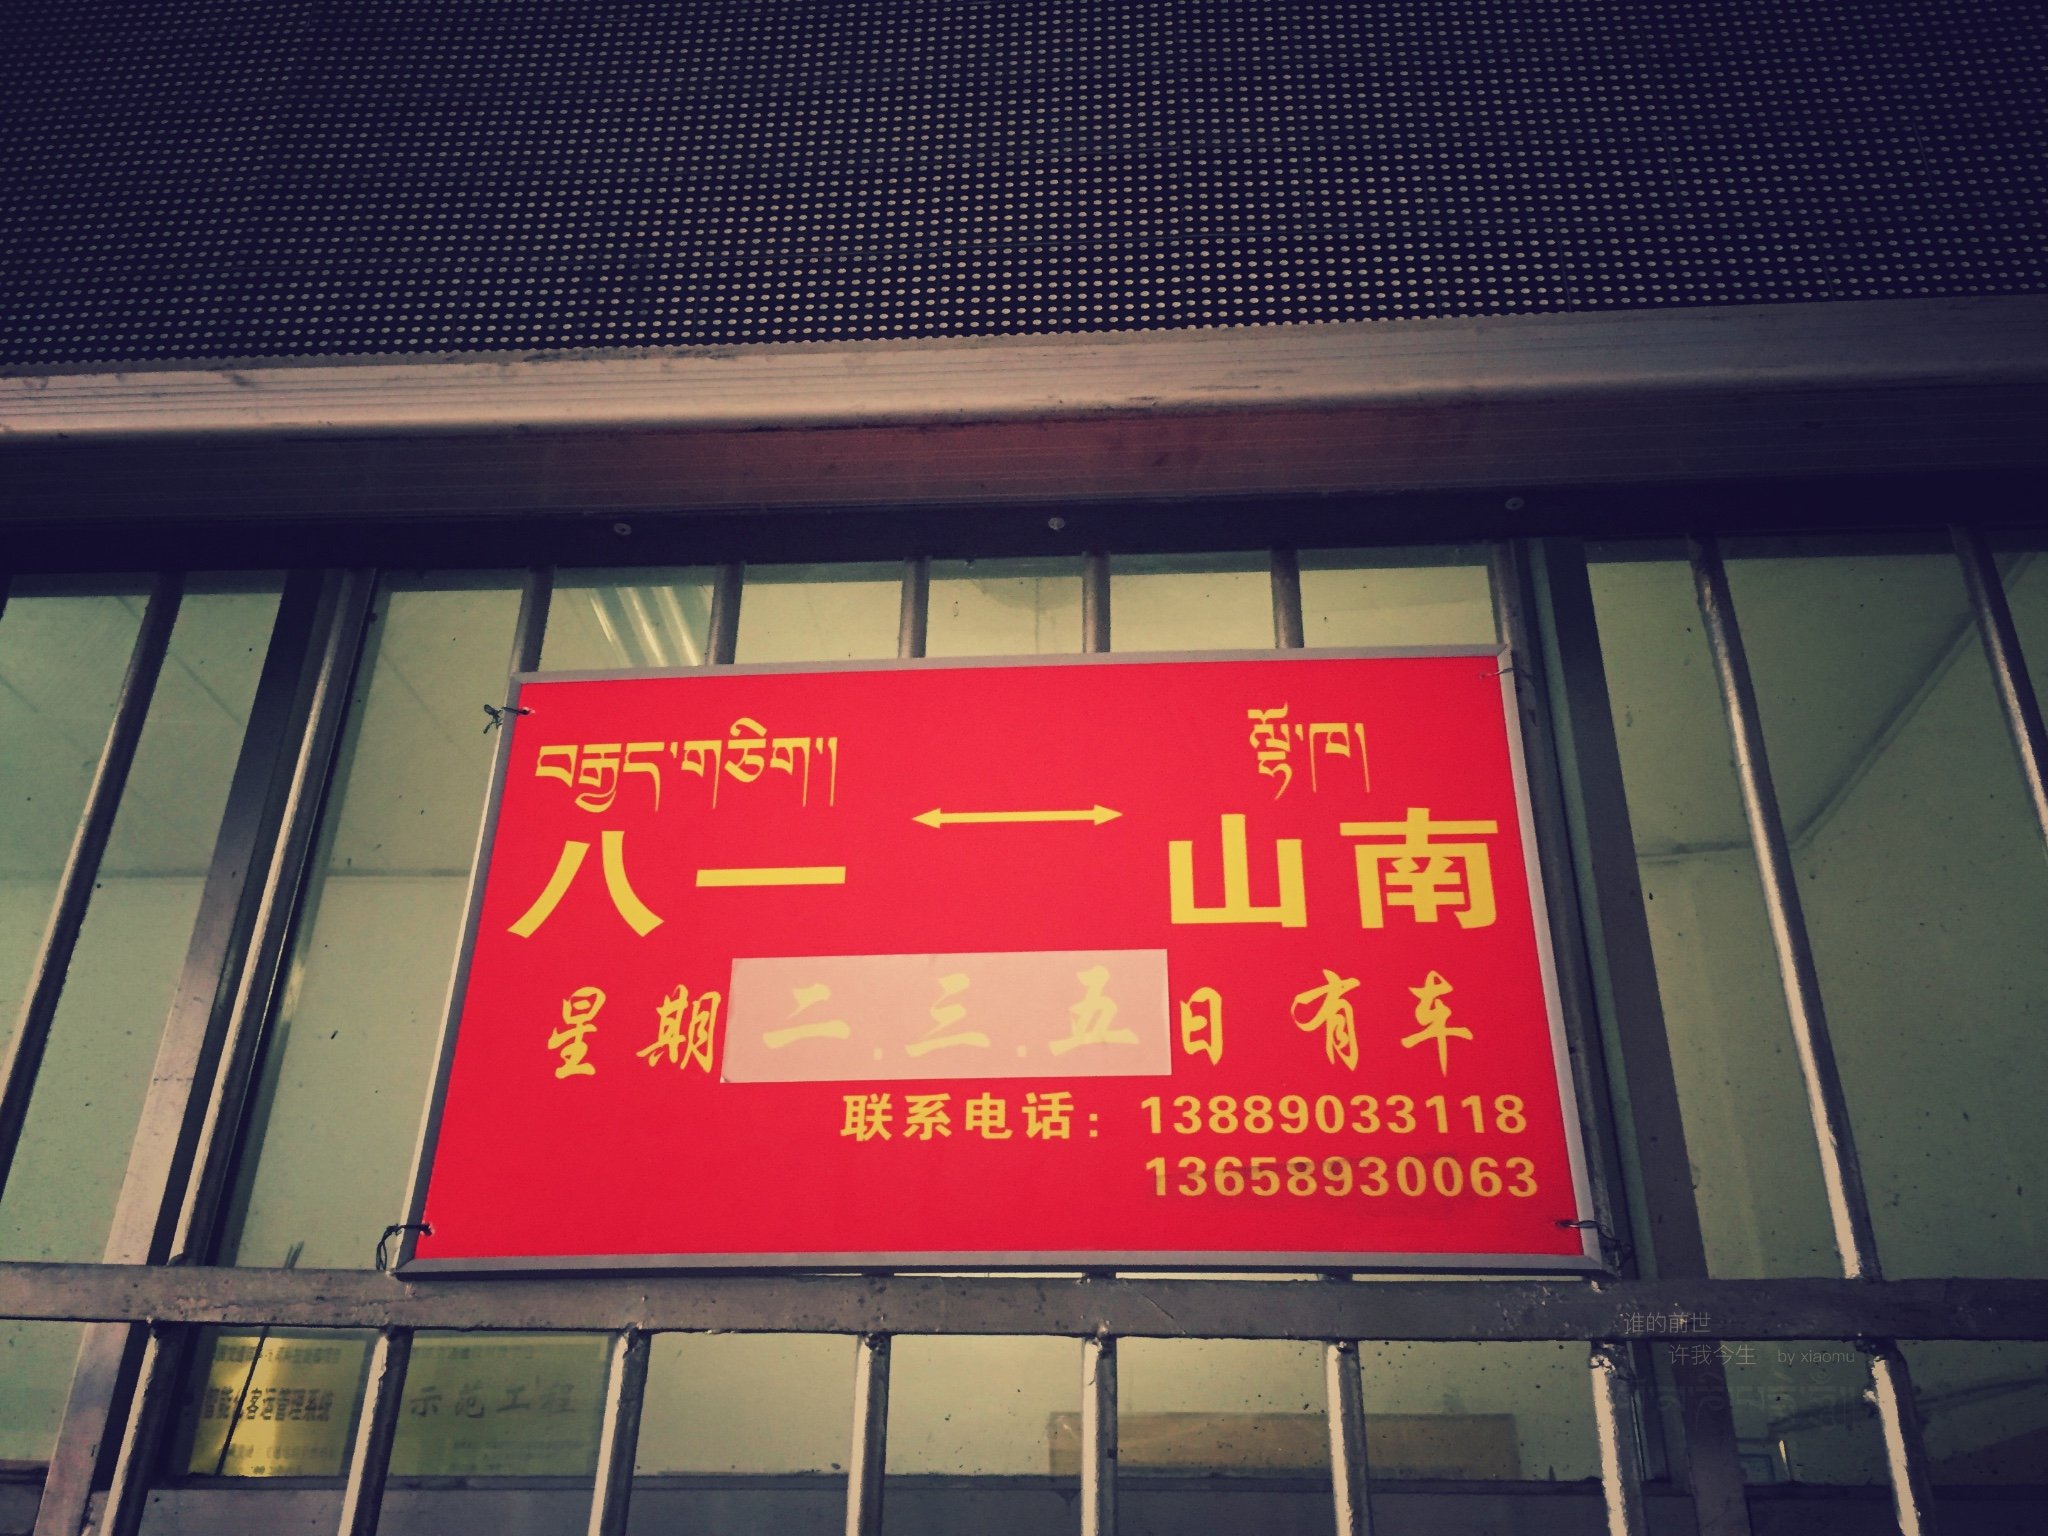 བརྒྱད་གཅིག།
ལྷོ་ཁ།
八一 ⟷ 山南
星期二.三.五日有车
联系电话：13889033118
13658930063
谁的前世
许我今生 by xiaomu
示范工程